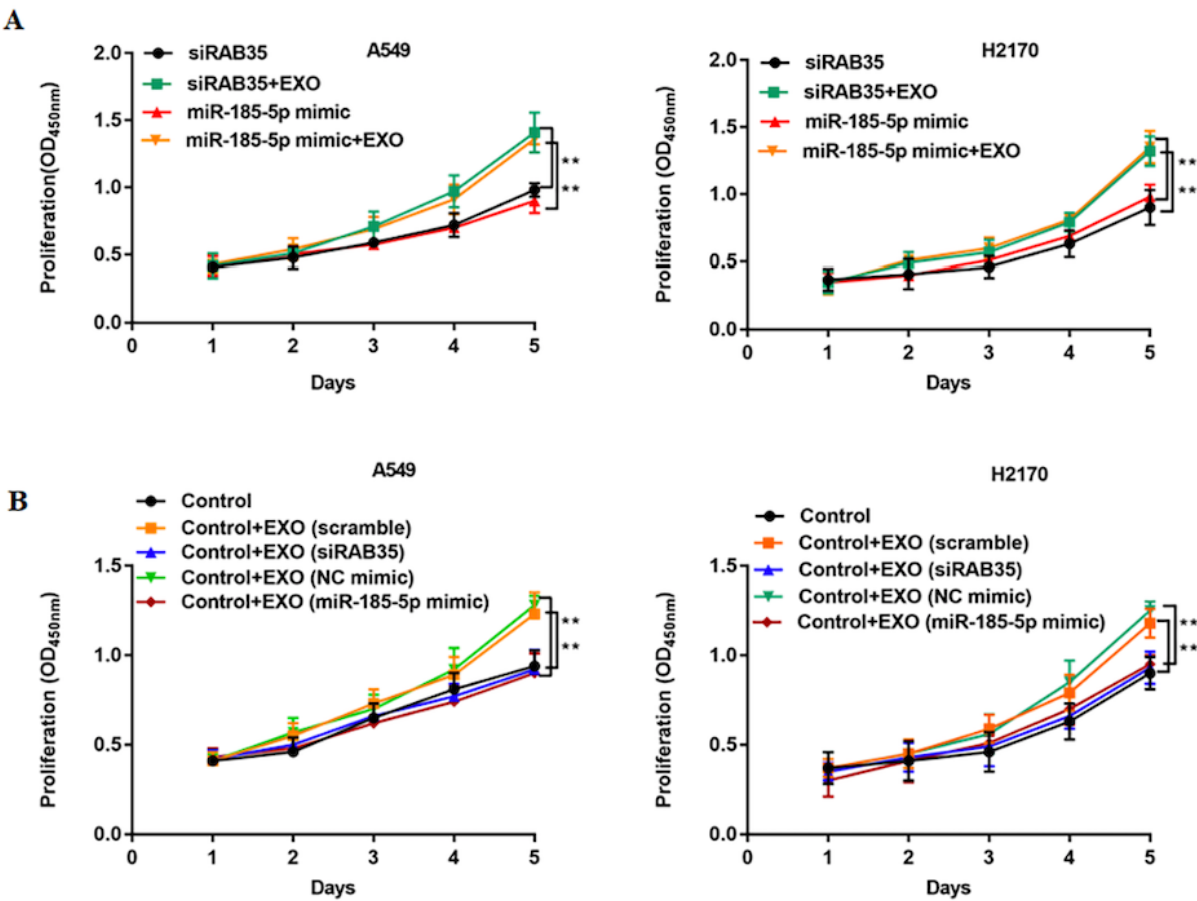 A
A549
siRAB35
siRAB35+EXO
miR-185-5p mimic
miR-185-5p mimic+EXO
Proliferation(OD450nm)
2.0
1.5
1.0
0.5
0.0
0 1 2 3 4 5
Days
**
**
H2170
siRAB35
siRAB35+EXO
miR-185-5p mimic
miR-185-5p mimic+EXO
Proliferation (OD450nm)
2.0
1.5
1.0
0.5
0.0
0 1 2 3 4 5
Days
**
**
B
A549
Control
Control+EXO (scramble)
Control+EXO (siRAB35)
Control+EXO (NC mimic)
Control+EXO (miR-185-5p mimic)
Proliferation (OD450nm)
1.5
1.0
0.5
0.0
0 1 2 3 4 5
Days
**
**
H2170
Control
Control+EXO (scramble)
Control+EXO (siRAB35)
Control+EXO (NC mimic)
Control+EXO (miR-185-5p mimic)
Proliferation (OD450nm)
1.5
1.0
0.5
0.0
0 1 2 3 4 5
Days
**
**